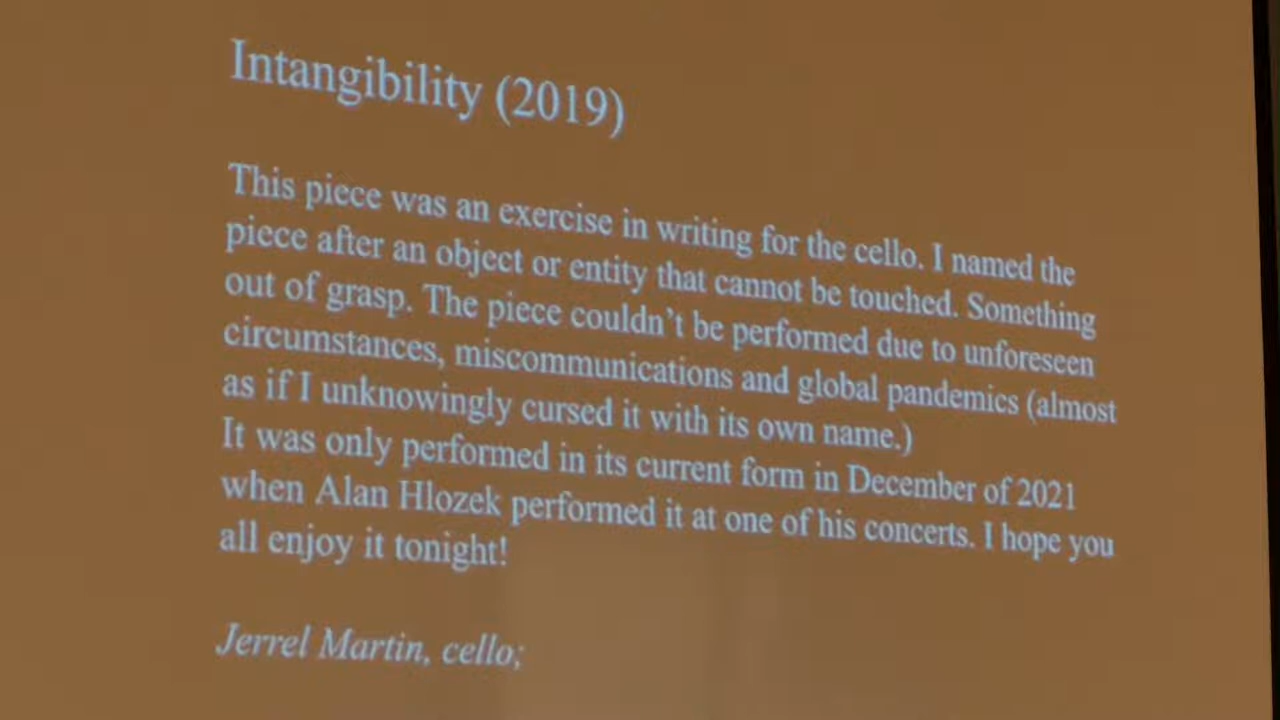 Intangibility (2019)
This piece was an exercise in writing for the cello. I named the
piece after an object or entity that cannot be touched. Something
out of grasp. The piece couldn't be performed due to unforeseen
circumstances, miscommunications and global pandemics (almost
as if I unknowingly cursed it with its own name.)
It was only performed in its current form in December of 2021
when Alan Hlozek performed it at one of his concerts. I hope you
all enjoy it tonight!
Jerrel Martin, cello;